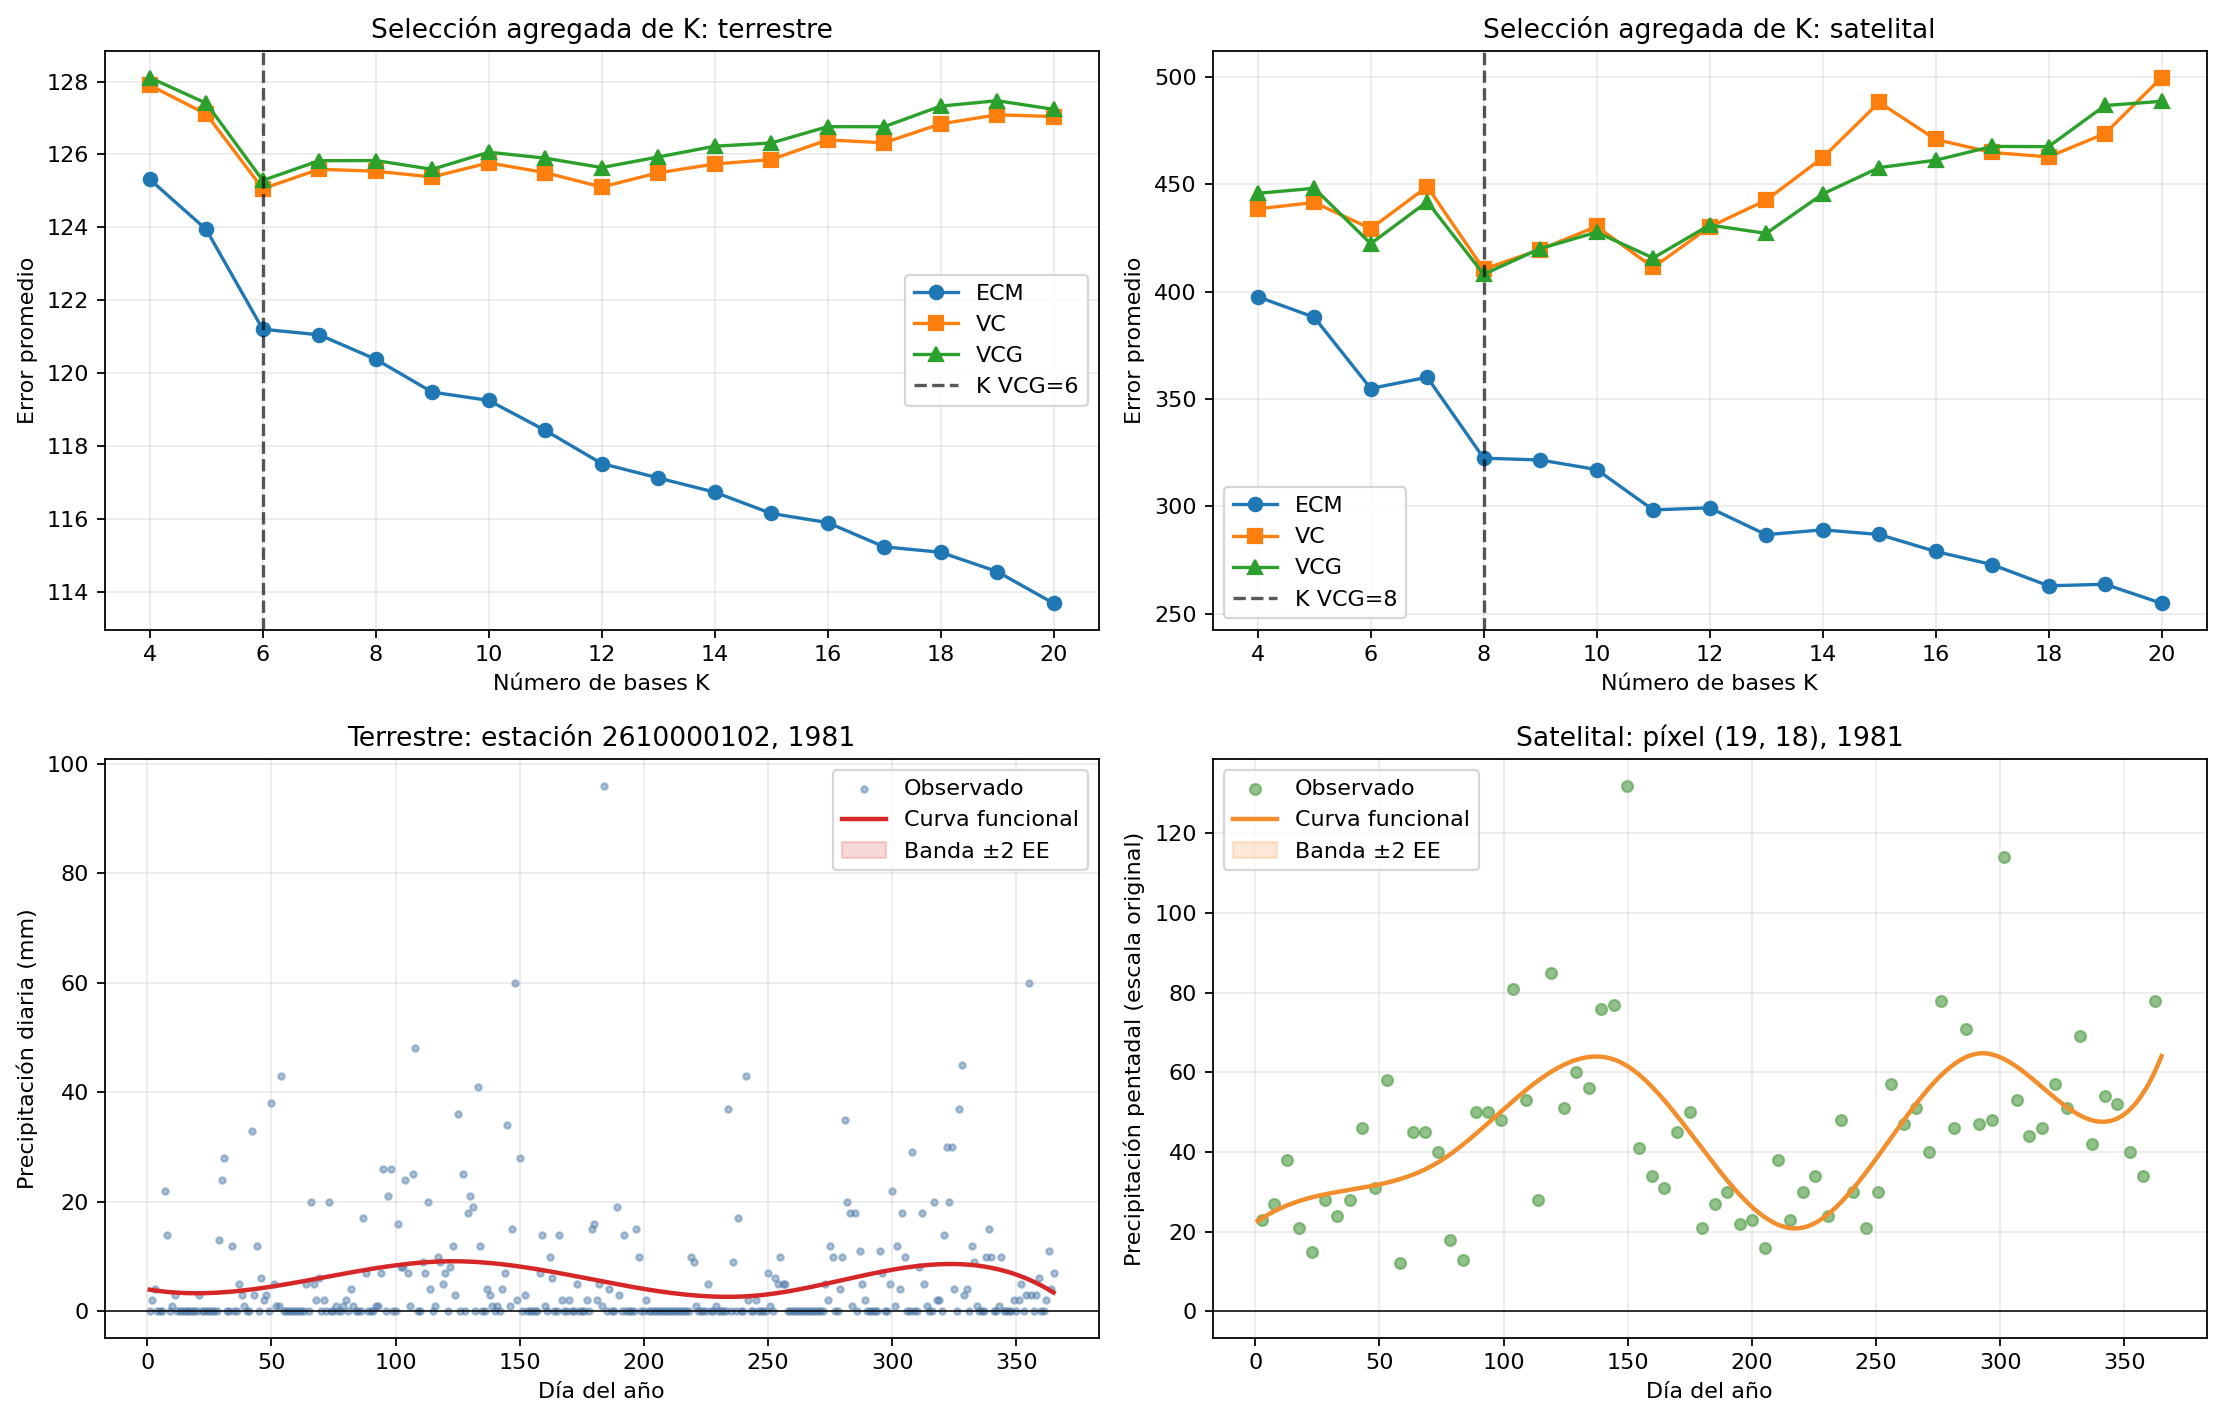 Selección agregada de K: terrestre
Error promedio
128
126
124
122
120
118
116
114
ECM
VC
VCG
K VCG=6
4 6 8 10 12 14 16 18 20
Número de bases K
Selección agregada de K: satelital
Error promedio
500
450
400
350
300
250
ECM
VC
VCG
K VCG=8
4 6 8 10 12 14 16 18 20
Número de bases K
Terrestre: estación 2610000102, 1981
Precipitación diaria (mm)
100
80
60
40
20
0
Observado
Curva funcional
Banda ±2 EE
0 50 100 150 200 250 300 350
Día del año
Satelital: píxel (19, 18), 1981
Precipitación pentadal (escala original)
120
100
80
60
40
20
0
Observado
Curva funcional
Banda ±2 EE
0 50 100 150 200 250 300 350
Día del año